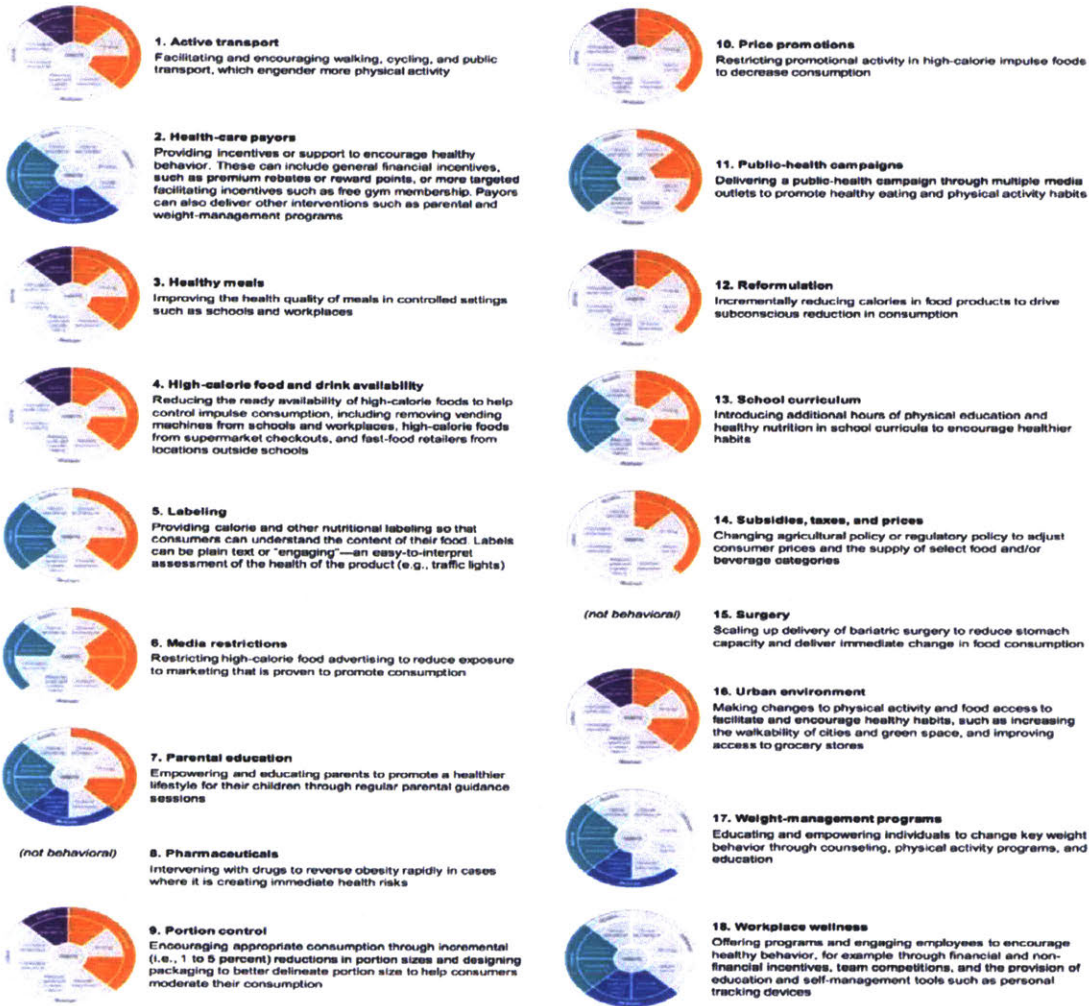 1. Active transport
Facilitating and encouraging walking, cycling, and public
transport, which engender more physical activity
2. Health-care payors
Providing incentives or support to encourage healthy
behavior. These can include general financial incentives,
such as premium rebates or reward points, or more targeted
facilitating incentives such as free gym membership. Payors
can also deliver other interventions such as parental and
weight-management programs
3. Healthy meals
Improving the health quality of meals in controlled settings
such as schools and workplaces
4. High-calorie food and drink availability
Reducing the ready availability of high-calorie foods to help
control impulse consumption, including removing vending
machines from schools and workplaces, high-calorie foods
from supermarket checkouts, and fast-food retailers from
locations outside schools
5. Labeling
Providing calorie and other nutritional labeling so that
consumers can understand the content of their food. Labels
can be plain text or "engaging"—an easy-to-interpret
assessment of the health of the product (e.g., traffic lights)
6. Media restrictions
Restricting high-calorie food advertising to reduce exposure
to marketing that is proven to promote consumption
7. Parental education
Empowering and educating parents to promote a healthier
lifestyle for their children through regular parental guidance
sessions
(not behavioral)
8. Pharmaceuticals
Intervening with drugs to reverse obesity rapidly in cases
where it is creating immediate health risks
9. Portion control
Encouraging appropriate consumption through incremental
(i.e., 1 to 5 percent) reductions in portion sizes and designing
packaging to better delineate portion size to help consumers
moderate their consumption
10. Price promotions
Restricting promotional activity in high-calorie impulse foods
to decrease consumption
11. Public-health campaigns
Delivering a public-health campaign through multiple media
outlets to promote healthy eating and physical activity habits
12. Reformulation
Incrementally reducing calories in food products to drive
subconscious reduction in consumption
13. School curriculum
Introducing additional hours of physical education and
healthy nutrition in school curricula to encourage healthier
habits
14. Subsidies, taxes, and prices
Changing agricultural policy or regulatory policy to adjust
consumer prices and the supply of select food and/or
beverage categories
(not behavioral)
15. Surgery
Scaling up delivery of bariatric surgery to reduce stomach
capacity and deliver immediate change in food consumption
16. Urban environment
Making changes to physical activity and food access to
facilitate and encourage healthy habits, such as increasing
the walkability of cities and green space, and improving
access to grocery stores
17. Weight-management programs
Educating and empowering individuals to change key weight
behavior through counseling, physical activity programs, and
education
18. Workplace wellness
Offering programs and engaging employees to encourage
healthy behavior, for example through financial and non-
financial incentives, team competitions, and the provision of
education and self-management tools such as personal
tracking devices